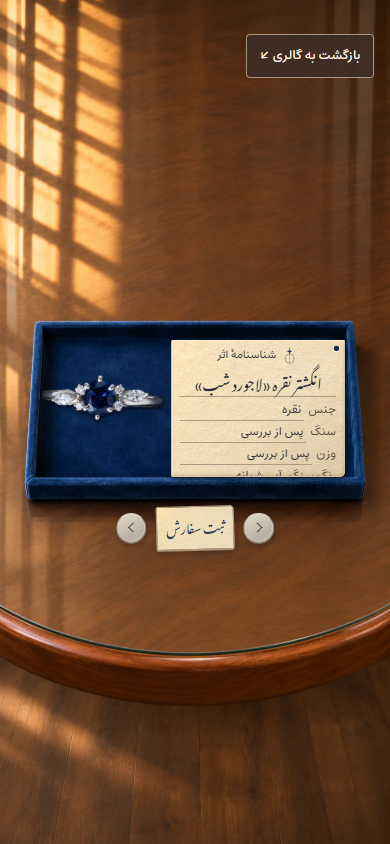 بازگشت به گالری ↙
شناسنامهٔ اثر
انگشتر نقره «لاجورد شب»
جنس نقره
سنگ پس از بررسی
وزن پس از بررسی
ثبت سفارش